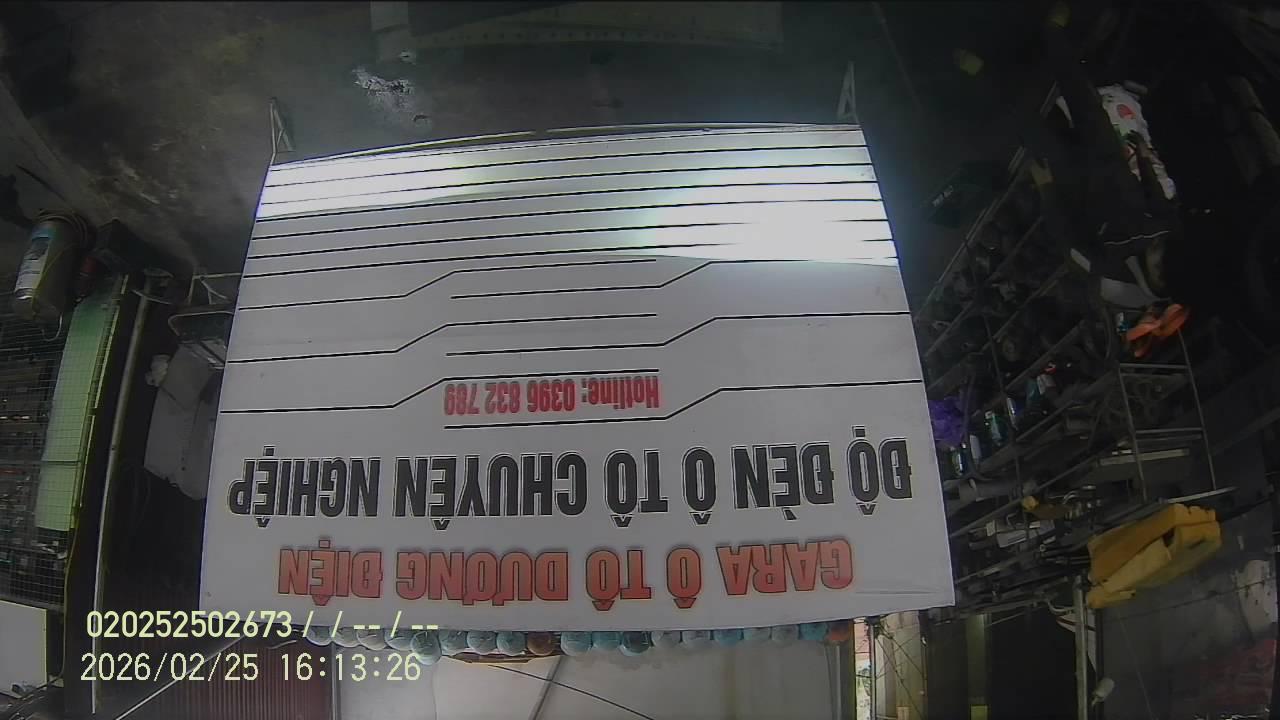 GARA Ô TÔ DƯƠNG ĐIỆN
ĐỘ ĐÈN Ô TÔ CHUYÊN NGHIỆP
Hotline: 0396 832 789
020252502673 / / -- / --
2026/02/25 16:13:26